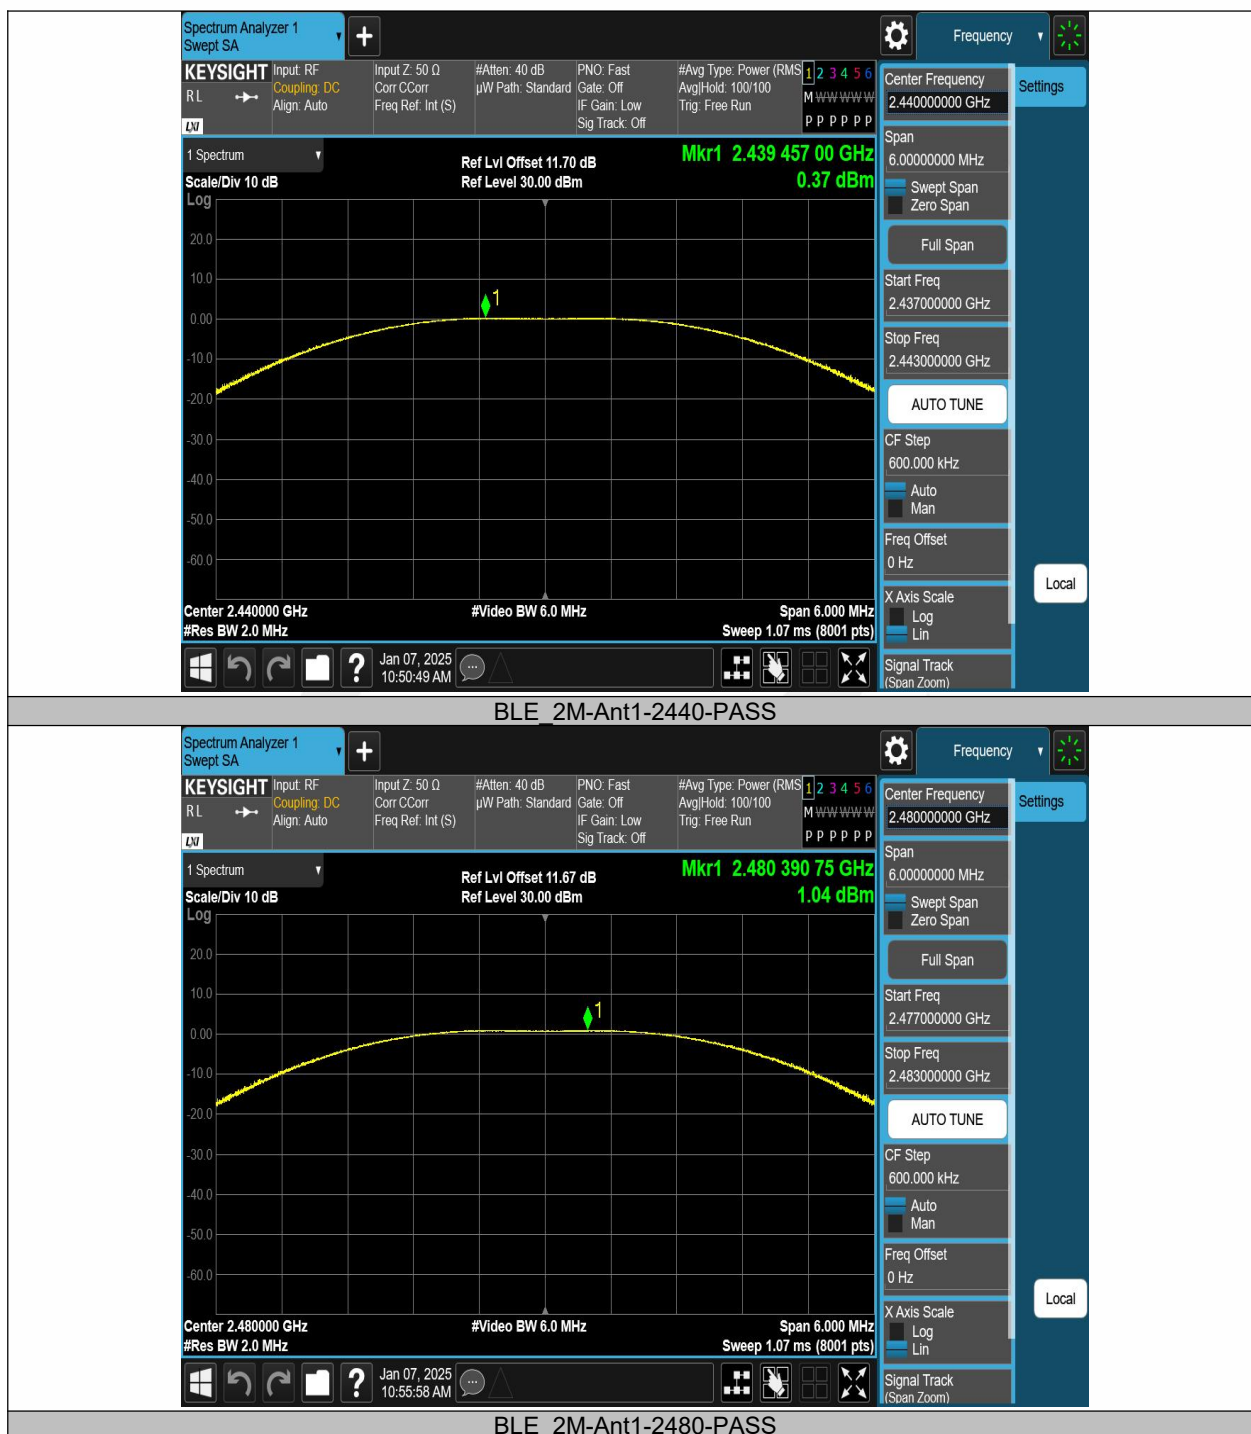 Spectrum Analyzer 1
Swept SA
Frequency
KEYSIGHT
RL
LXI
Input: RF
Coupling: DC
Align: Auto
Input Z: 50 Ω
Corr CCorr
Freq Ref: Int (S)
#Atten: 40 dB
µW Path: Standard
PNO: Fast
Gate: Off
IF Gain: Low
Sig Track: Off
#Avg Type: Power (RMS
Avg|Hold: 100/100
Trig: Free Run
1 2 3 4 5 6
M W W W W W
P P P P P P
Center Frequency
2.440000000 GHz
Settings
Span
6.00000000 MHz
Swept Span
Zero Span
Full Span
Start Freq
2.437000000 GHz
Stop Freq
2.443000000 GHz
AUTO TUNE
CF Step
600.000 kHz
Auto
Man
Freq Offset
0 Hz
X Axis Scale
Log
Lin
Local
Signal Track
(Span Zoom)
1 Spectrum
Scale/Div 10 dB
Log
Ref Lvl Offset 11.70 dB
Ref Level 30.00 dBm
Mkr1 2.439 457 00 GHz
0.37 dBm
20.0
10.0
0.00
-10.0
-20.0
-30.0
-40.0
-50.0
-60.0
1
Center 2.440000 GHz
#Res BW 2.0 MHz
#Video BW 6.0 MHz
Span 6.000 MHz
Sweep 1.07 ms (8001 pts)
?
Jan 07, 2025
10:50:49 AM
BLE_2M-Ant1-2440-PASS
Spectrum Analyzer 1
Swept SA
Frequency
KEYSIGHT
RL
LXI
Input: RF
Coupling: DC
Align: Auto
Input Z: 50 Ω
Corr CCorr
Freq Ref: Int (S)
#Atten: 40 dB
µW Path: Standard
PNO: Fast
Gate: Off
IF Gain: Low
Sig Track: Off
#Avg Type: Power (RMS
Avg|Hold: 100/100
Trig: Free Run
1 2 3 4 5 6
M W W W W W
P P P P P P
Center Frequency
2.480000000 GHz
Settings
Span
6.00000000 MHz
Swept Span
Zero Span
Full Span
Start Freq
2.477000000 GHz
Stop Freq
2.483000000 GHz
AUTO TUNE
CF Step
600.000 kHz
Auto
Man
Freq Offset
0 Hz
X Axis Scale
Log
Lin
Local
Signal Track
(Span Zoom)
1 Spectrum
Scale/Div 10 dB
Log
Ref Lvl Offset 11.67 dB
Ref Level 30.00 dBm
Mkr1 2.480 390 75 GHz
1.04 dBm
20.0
10.0
0.00
-10.0
-20.0
-30.0
-40.0
-50.0
-60.0
1
Center 2.480000 GHz
#Res BW 2.0 MHz
#Video BW 6.0 MHz
Span 6.000 MHz
Sweep 1.07 ms (8001 pts)
?
Jan 07, 2025
10:55:58 AM
BLE_2M-Ant1-2480-PASS